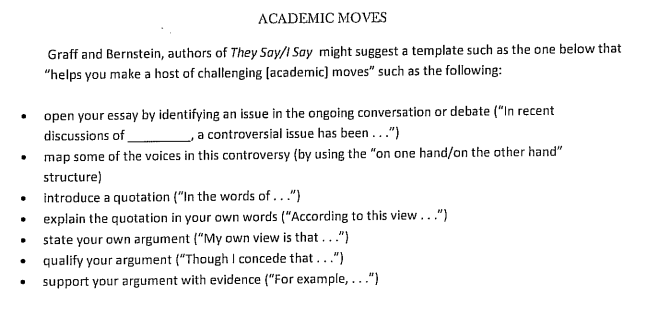 ACADEMIC MOVES
Graff and Bernstein, authors of They Say/I Say might suggest a template such as the one below that
"helps you make a host of challenging [academic] moves" such as the following:
• open your essay by identifying an issue in the ongoing conversation or debate ("In recent
discussions of __________, a controversial issue has been . . .")
• map some of the voices in this controversy (by using the "on one hand/on the other hand"
structure)
• introduce a quotation ("In the words of . . .")
• explain the quotation in your own words ("According to this view . . .")
• state your own argument ("My own view is that . . .")
• qualify your argument ("Though I concede that . . .")
• support your argument with evidence ("For example, . . .")